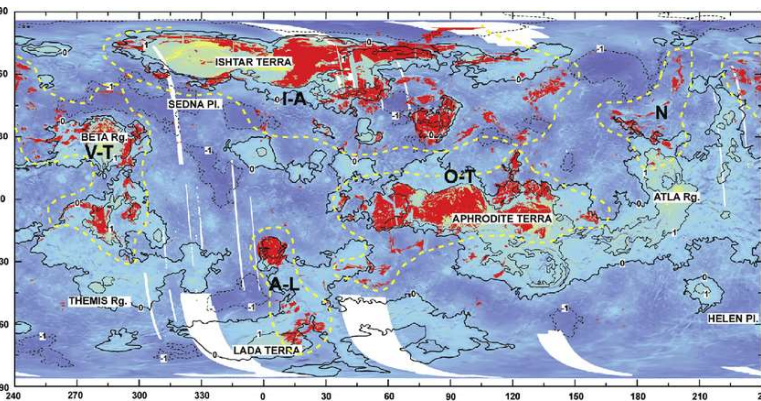 90
ISHTAR TERRA
60
SEDNA Pl.
I-A
N
30
BETA Rg.
V-T
O-T
ATLA Rg.
APHRODITE TERRA
30
A-L
THEMIS Rg.
HELEN Pl.
60
LADA TERRA
90
240 270 300 330 0 30 60 90 120 150 180 210